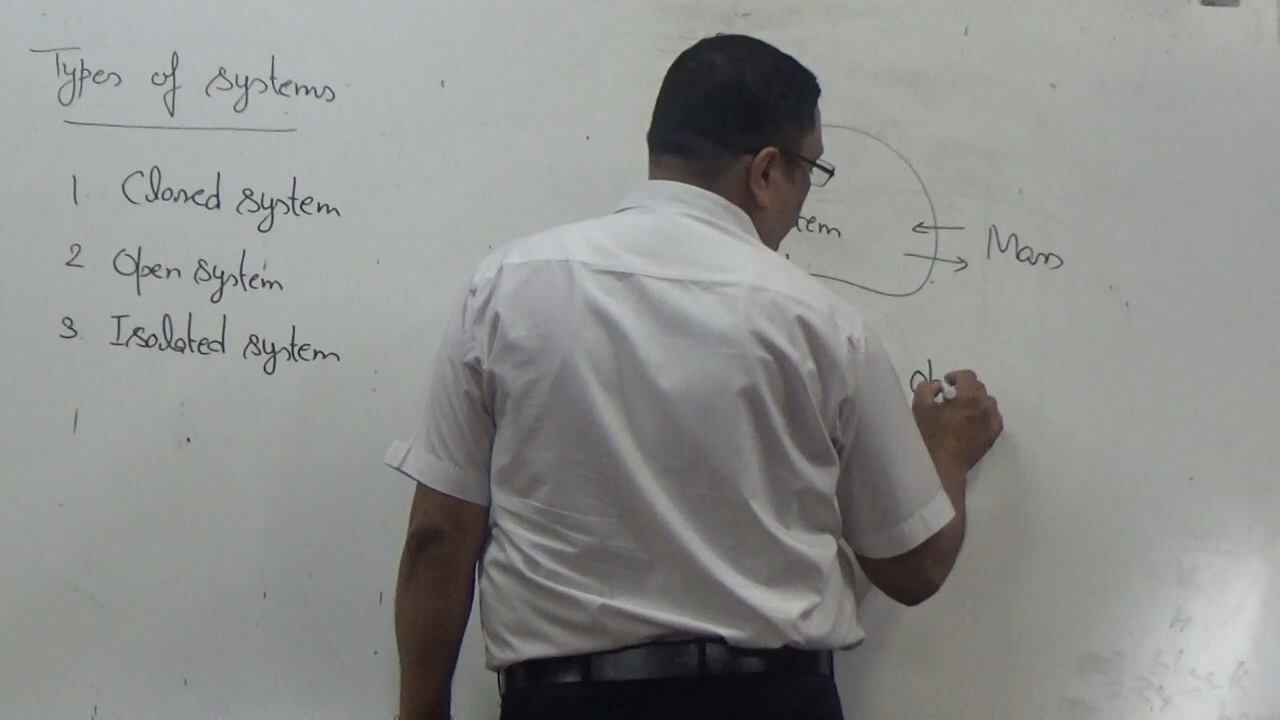 Types of systems
1. Closed system
2 Open system
3 Isolated system
tem
Mass